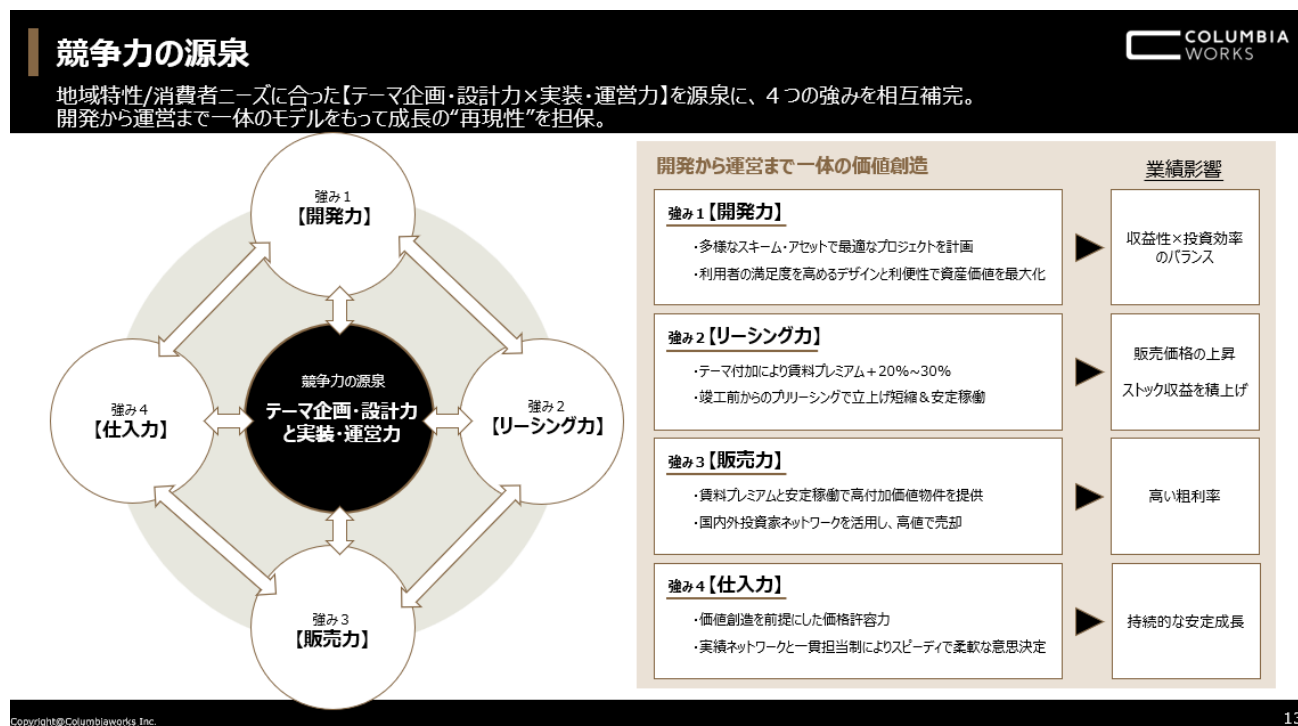 競争力の源泉
COLUMBIA
WORKS
地域特性/消費者ニーズに合った【テーマ企画・設計力×実装・運営力】を源泉に、４つの強みを相互補完。
開発から運営まで一体のモデルをもって成長の“再現性”を担保。
強み１
【開発力】
強み４
【仕入力】
競争力の源泉
テーマ企画・設計力
と実装・運営力
強み２
【リーシング力】
強み３
【販売力】
開発から運営まで一体の価値創造
業績影響
強み１【開発力】
・多様なスキーム・アセットで最適なプロジェクトを計画
・利用者の満足度を高めるデザインと利便性で資産価値を最大化
収益性×投資効率
のバランス
強み２【リーシング力】
・テーマ付加により賃料プレミアム＋20%~30%
・竣工前からのプリリーシングで立上げ短縮＆安定稼働
販売価格の上昇
ストック収益を積上げ
強み３【販売力】
・賃料プレミアムと安定稼働で高付加価値物件を提供
・国内外投資家ネットワークを活用し、高値で売却
高い粗利率
強み４【仕入力】
・価値創造を前提にした価格許容力
・実績ネットワークと一貫担当制によりスピーディで柔軟な意思決定
持続的な安定成長
Copyright@Columbiaworks Inc.
13